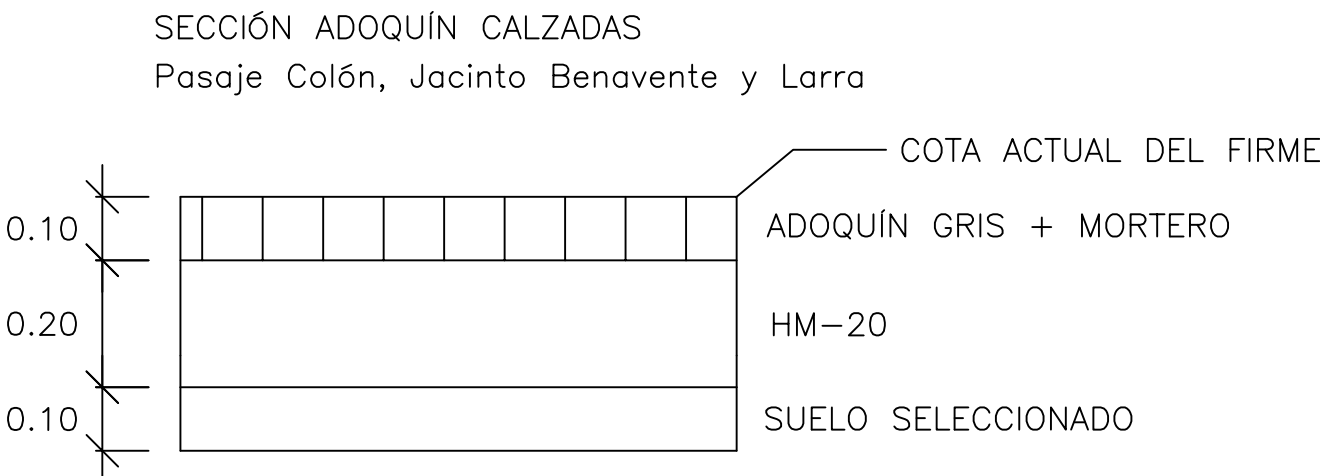 SECCIÓN ADOQUÍN CALZADAS
Pasaje Colón, Jacinto Benavente y Larra
COTA ACTUAL DEL FIRME
0.10
ADOQUÍN GRIS + MORTERO
0.20
HM-20
0.10
SUELO SELECCIONADO